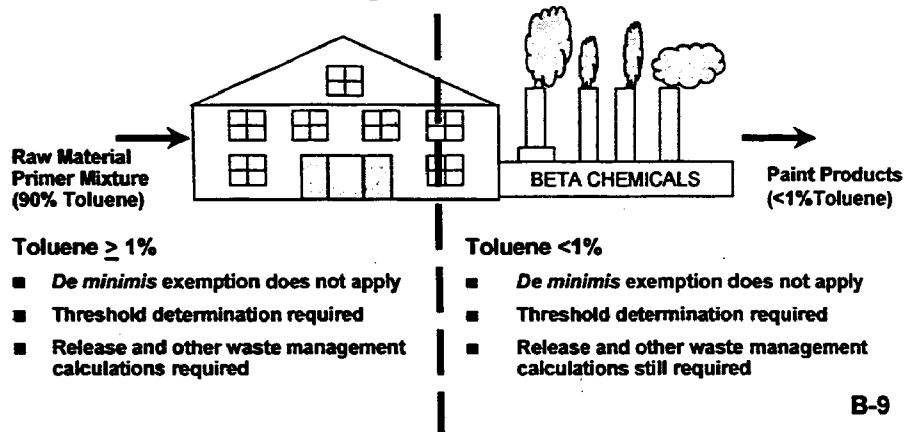 Raw Material
Primer Mixture
(90% Toluene)
BETA CHEMICALS
Paint Products
(<1%Toluene)
Toluene ≥ 1%
■ De minimis exemption does not apply
■ Threshold determination required
■ Release and other waste management
calculations required
Toluene <1%
■ De minimis exemption does not apply
■ Threshold determination required
■ Release and other waste management
calculations still required
B-9